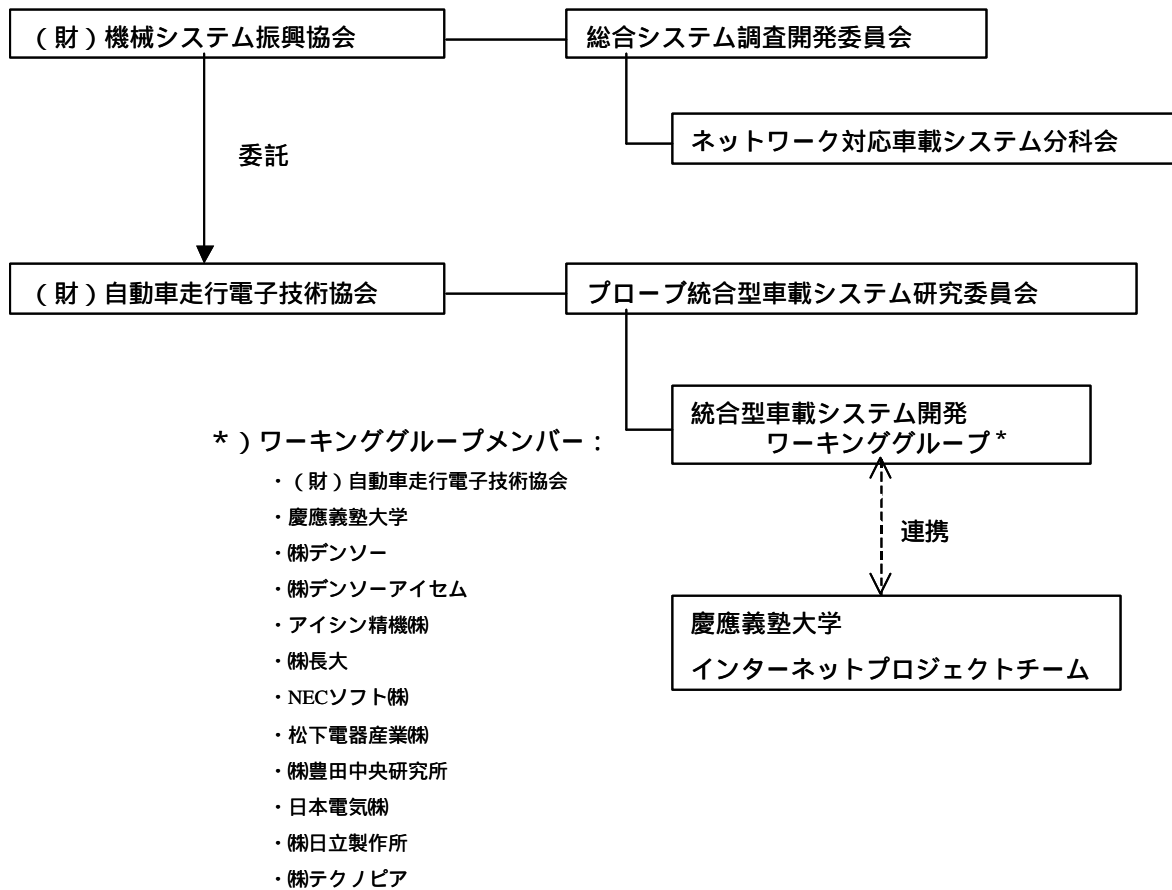 （財）機械システム振興協会
総合システム調査開発委員会
ネットワーク対応車載システム分科会
委託
（財）自動車走行電子技術協会
プローブ統合型車載システム研究委員会
統合型車載システム開発
ワーキンググループ*
*）ワーキンググループメンバー：
・（財）自動車走行電子技術協会
・慶應義塾大学
・㈱デンソー
・㈱デンソーアイセム
・アイシン精機㈱
・㈱長大
・NECソフト㈱
・松下電器産業㈱
・㈱豊田中央研究所
・日本電気㈱
・㈱日立製作所
・㈱テクノピア
連携
慶應義塾大学
インターネットプロジェクトチーム